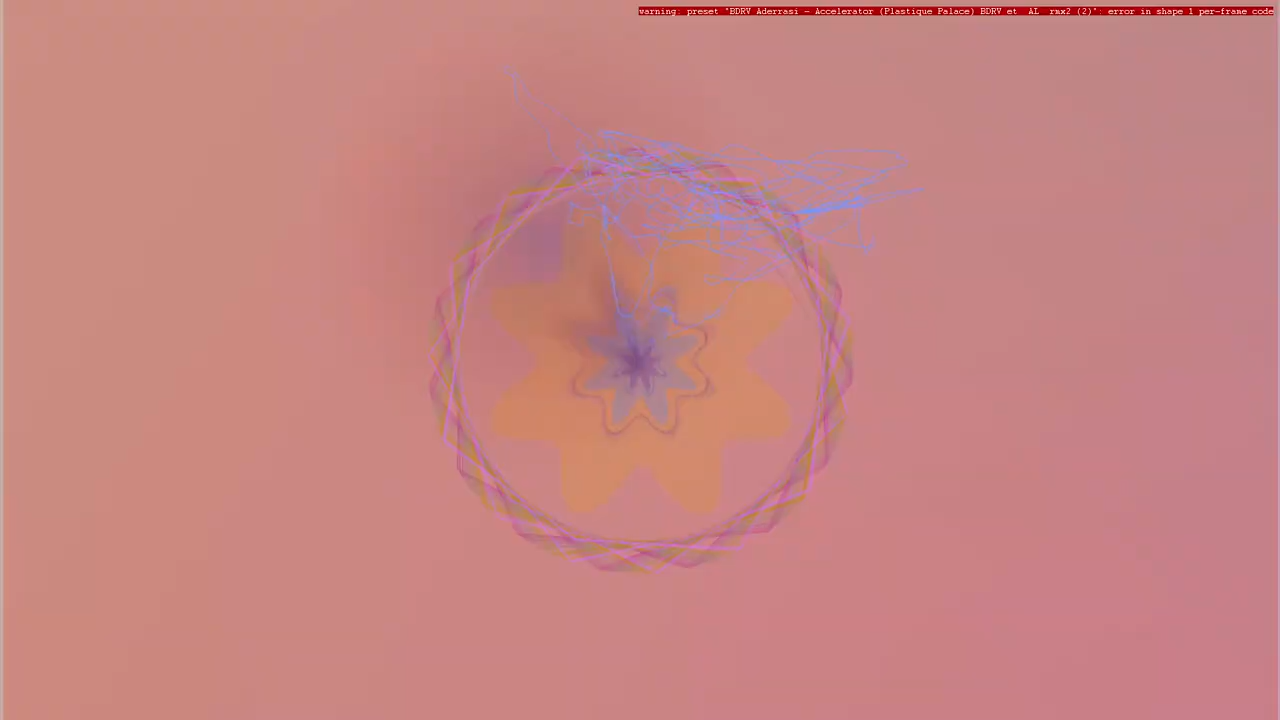 warning: preset "BDRV Aderrasi - Accelerator (Plastique Palace) BDRV et  AL  rmx2 (2)": error in shape 1 per-frame code